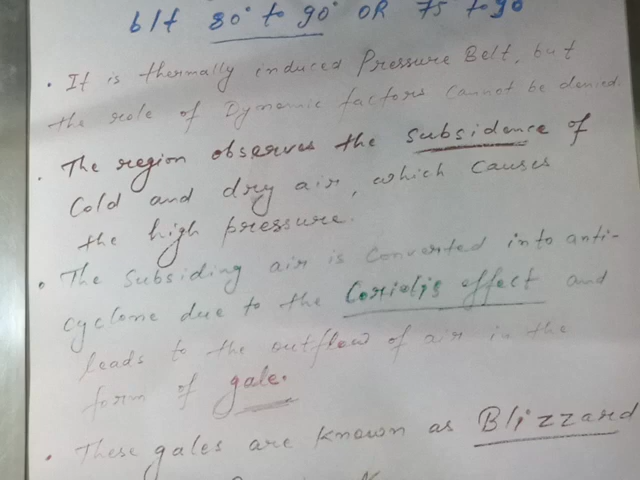 b/t 80° to 90° OR 75 to 90
• It is thermally induced Pressure Belt, but
the role of Dynamic factors cannot be denied.
• The region observes the subsidence of
Cold and dry air, which causes
the high pressure.
• The Subsiding air is Converted into anti-
cyclone due to the Coriolis effect and
leads to the outflow of air in the
form of gale.
• These gales are known as Blizzard